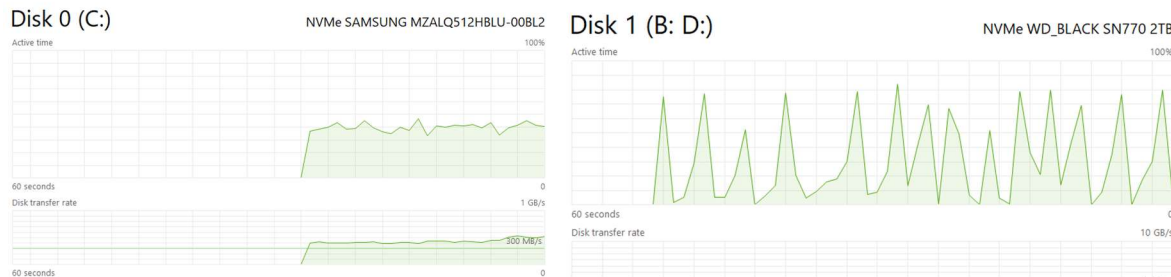 Disk 0 (C:)
NVMe SAMSUNG MZALQ512HBLU-00BL2
Active time
100%
60 seconds
0
Disk transfer rate
1 GB/s
300 MB/s
60 seconds
0
Disk 1 (B: D:)
NVMe WD_BLACK SN770 2TB
Active time
100%
60 seconds
0
Disk transfer rate
10 GB/s